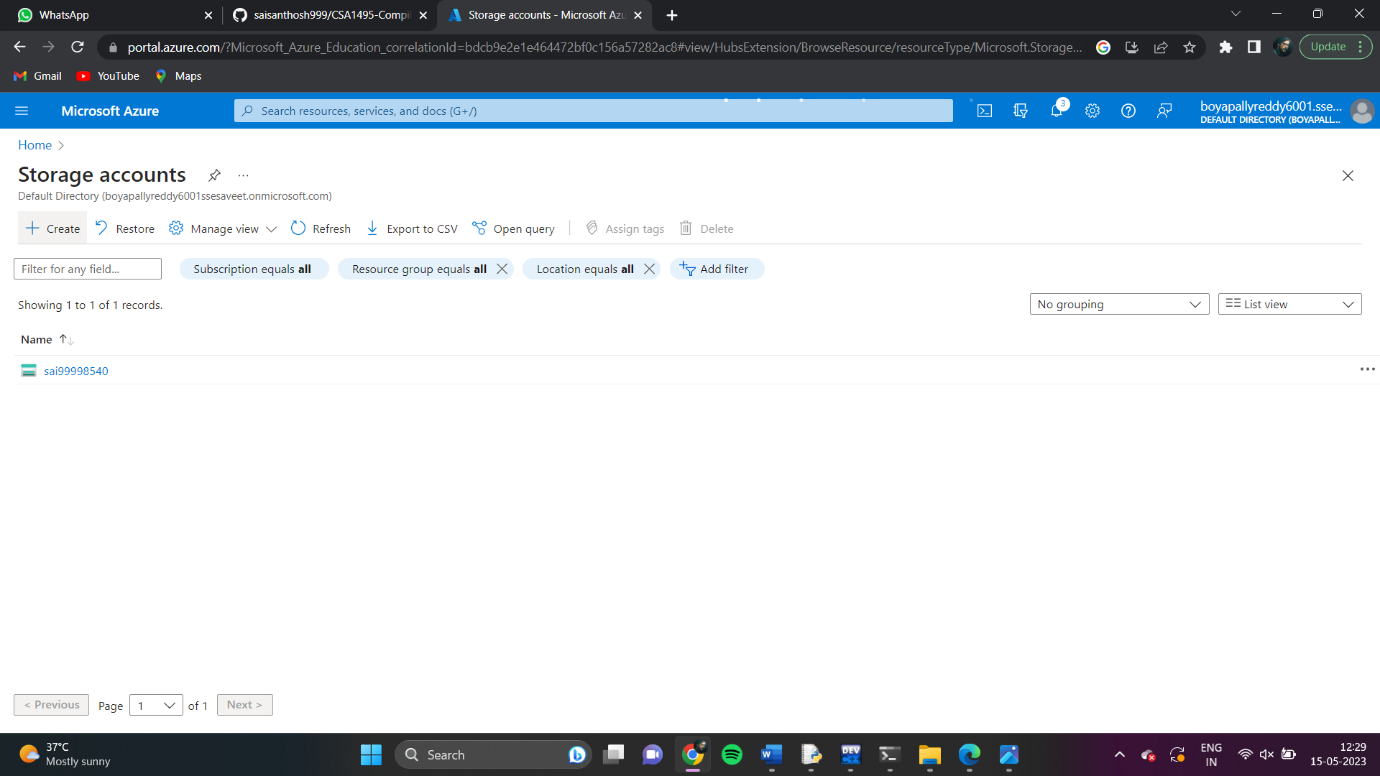 WhatsApp
saisanthosh999/CSA1495-Compil
Storage accounts - Microsoft Azu
portal.azure.com/?Microsoft_Azure_Education_correlationId=bdcb9e2e1e464472bf0c156a57282ac8#view/HubsExtension/BrowseResource/resourceType/Microsoft.Storage...
Update
Gmail
YouTube
Maps
Microsoft Azure
Search resources, services, and docs (G+/)
3
boyapallyreddy6001.sse...
DEFAULT DIRECTORY (BOYAPALL...
Home
Storage accounts
...
Default Directory (boyapallyreddy6001ssesaveet.onmicrosoft.com)
Create
Restore
Manage view
Refresh
Export to CSV
Open query
Assign tags
Delete
Filter for any field...
Subscription equals all
Resource group equals all
Location equals all
Add filter
Showing 1 to 1 of 1 records.
No grouping
List view
Name
sai99998540
< Previous
Page
1
of 1
Next >
37°C
Mostly sunny
Search
DEV
ENG
IN
12:29
15-05-2023